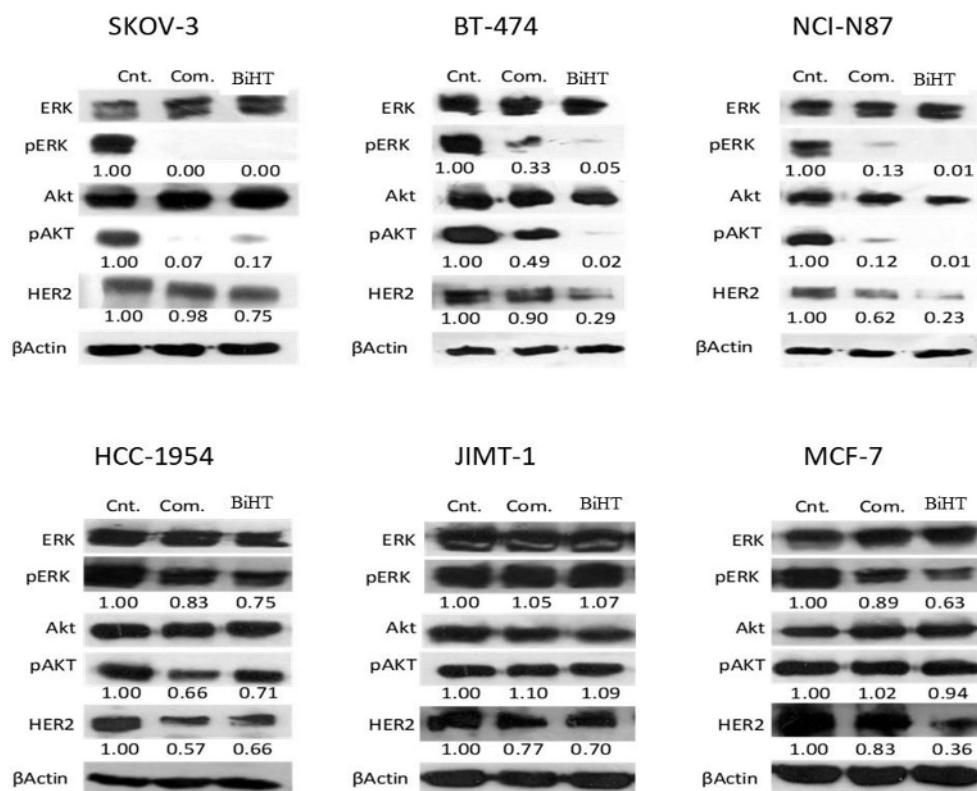 SKOV-3
Cnt. Com. BiHT
ERK
pERK
1.00 0.00 0.00
Akt
pAKT
1.00 0.07 0.17
HER2
1.00 0.98 0.75
βActin
BT-474
Cnt. Com. BiHT
ERK
pERK
1.00 0.33 0.05
Akt
pAKT
1.00 0.49 0.02
HER2
1.00 0.90 0.29
βActin
NCI-N87
Cnt. Com. BiHT
ERK
pERK
1.00 0.13 0.01
Akt
pAKT
1.00 0.12 0.01
HER2
1.00 0.62 0.23
βActin
HCC-1954
Cnt. Com. BiHT
ERK
pERK
1.00 0.83 0.75
Akt
pAKT
1.00 0.66 0.71
HER2
1.00 0.57 0.66
βActin
JIMT-1
Cnt. Com. BiHT
ERK
pERK
1.00 1.05 1.07
Akt
pAKT
1.00 1.10 1.09
HER2
1.00 0.77 0.70
βActin
MCF-7
Cnt. Com. BiHT
ERK
pERK
1.00 0.89 0.63
Akt
pAKT
1.00 1.02 0.94
HER2
1.00 0.83 0.36
βActin